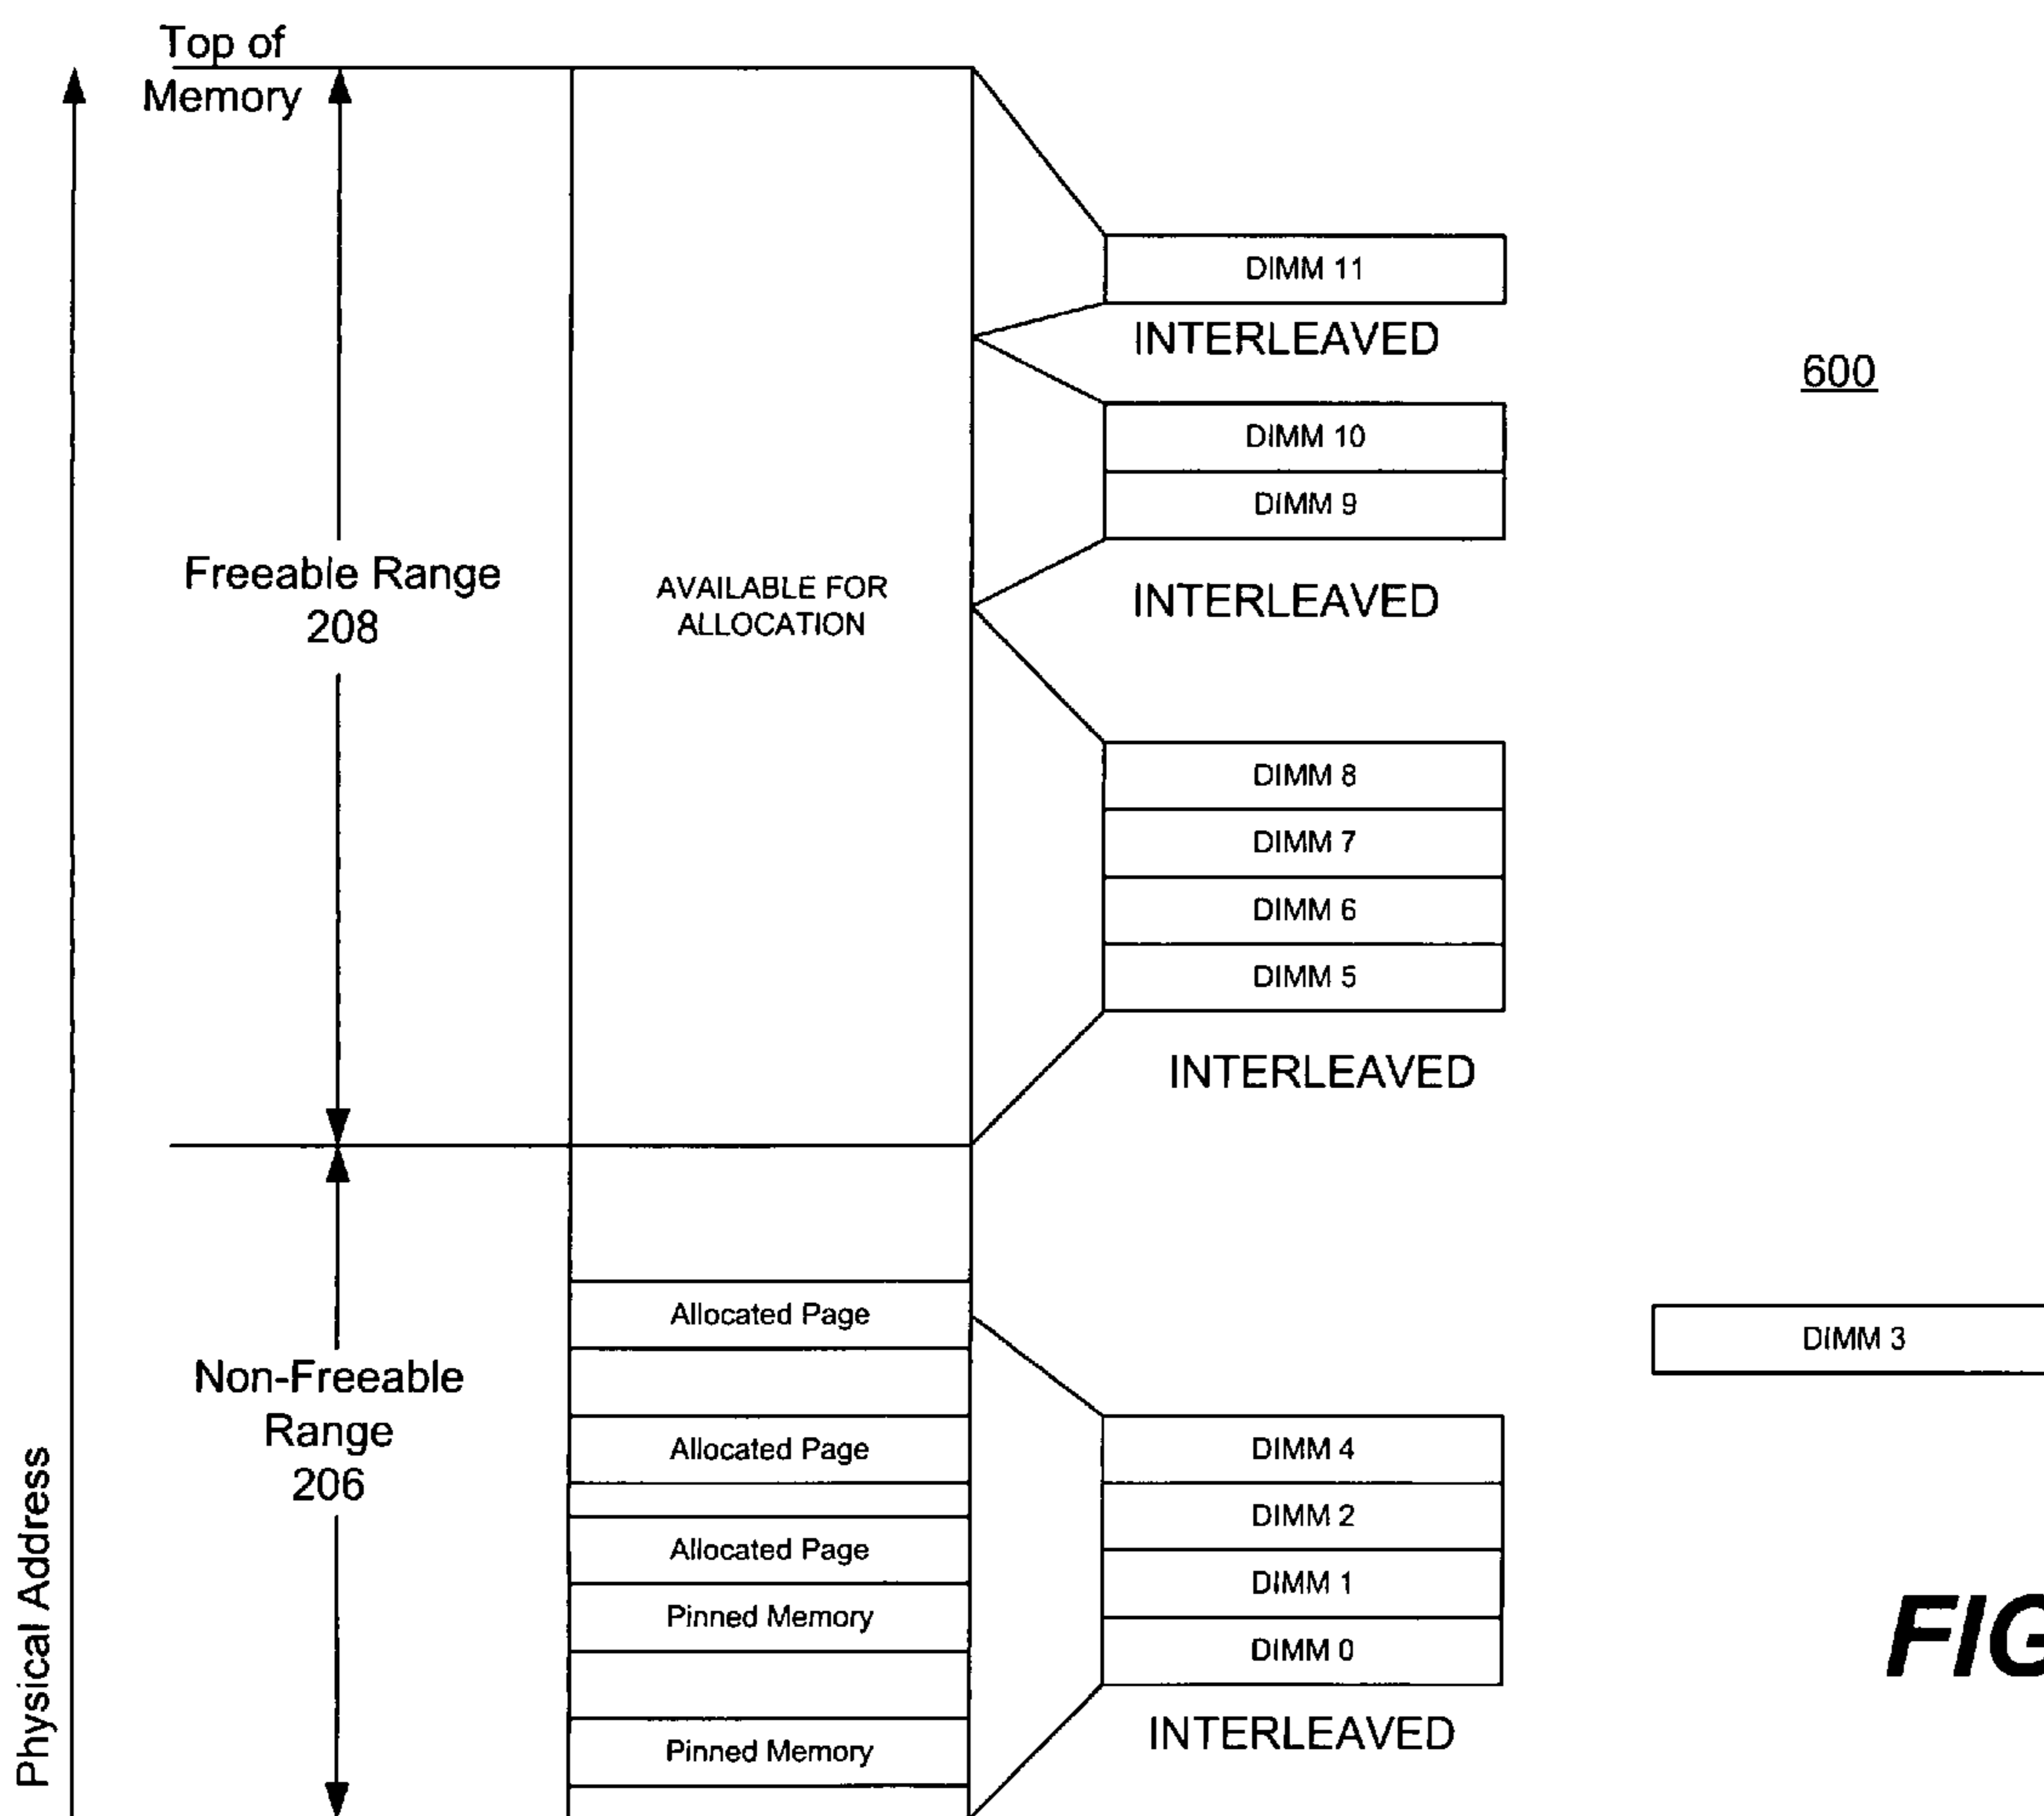 Top of
Memory
DIMM 11
INTERLEAVED
600
DIMM 10
DIMM 9
Freeable Range
208
AVAILABLE FOR
ALLOCATION
INTERLEAVED
DIMM 8
DIMM 7
DIMM 6
DIMM 5
INTERLEAVED
Allocated Page
DIMM 3
Non-Freeable
Range
206
Allocated Page
DIMM 4
DIMM 2
Allocated Page
DIMM 1
Pinned Memory
DIMM 0
FIG
INTERLEAVED
Pinned Memory
Physical Address